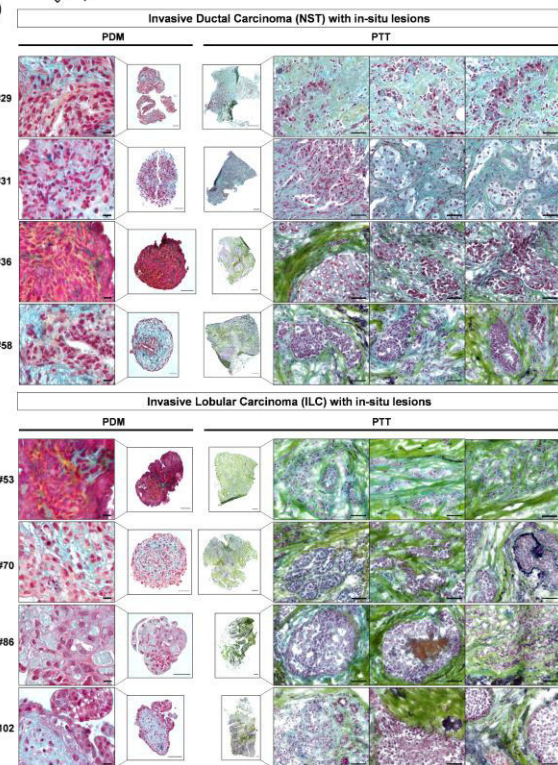 Invasive Ductal Carcinoma (NST) with in-situ lesions
PDM PTT
#29
#31
#36
#58
Invasive Lobular Carcinoma (ILC) with in-situ lesions
PDM PTT
#53
#70
#86
102